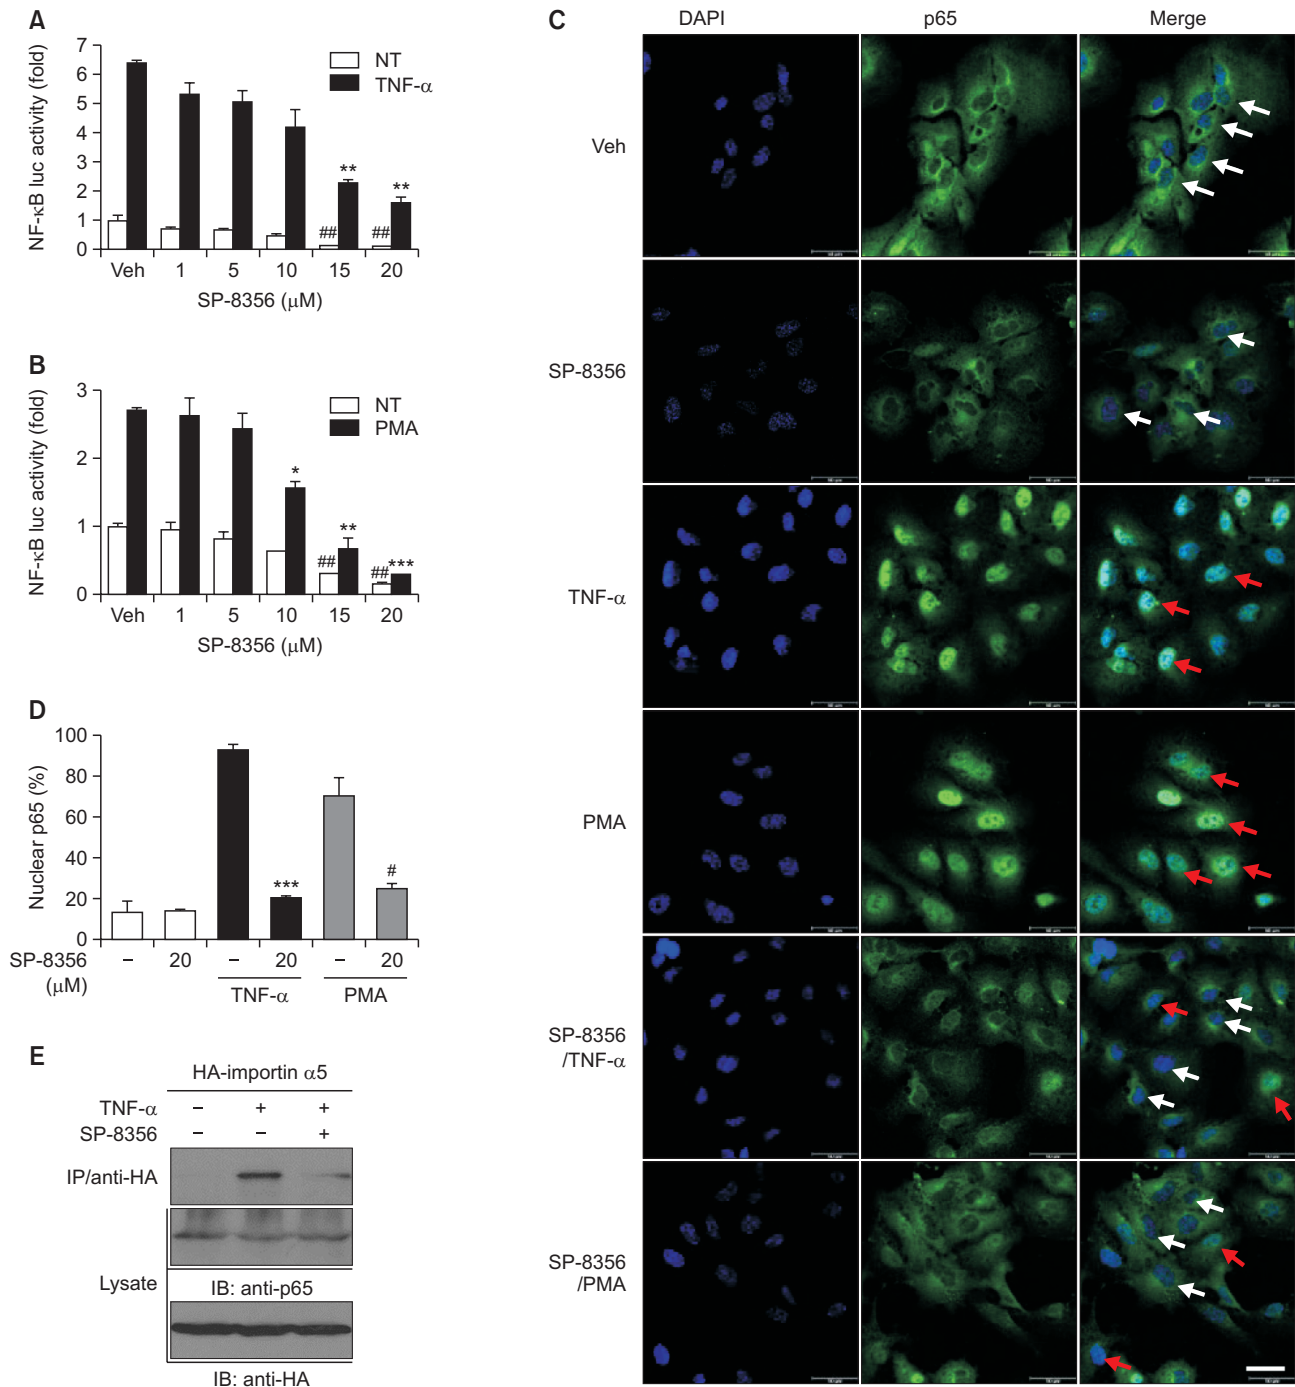 A
NF-κB luc activity (fold)
7
6
5
4
3
2
1
0
NT
TNF-α
## **
## **
Veh 1 5 10 15 20
SP-8356 (μM)
B
NF-κB luc activity (fold)
3
2
1
0
NT
PMA
*
## **
## ***
Veh 1 5 10 15 20
SP-8356 (μM)
D
Nuclear p65 (%)
100
80
60
40
20
0
***
#
SP-8356 – 20 – 20 – 20
(μM)
TNF-α PMA
E
HA-importin α5
TNF-α – + +
SP-8356 – – +
IP/anti-HA
Lysate
IB: anti-p65
IB: anti-HA
C
DAPI p65 Merge
Veh
SP-8356
TNF-α
PMA
SP-8356
/TNF-α
SP-8356
/PMA